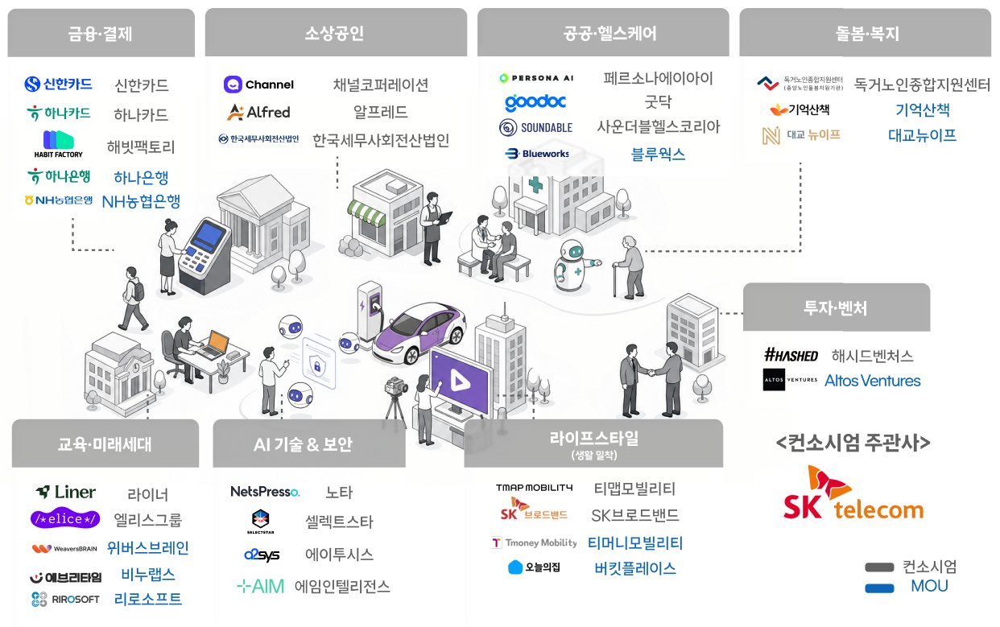 금융·결제
신한카드 신한카드
하나카드 하나카드
HABIT FACTORY 해빗팩토리
하나은행 하나은행
NH농협은행 NH농협은행
소상공인
Channel 채널코퍼레이션
Alfred 알프레드
한국세무사회전산법인 한국세무사회전산법인
공공·헬스케어
PERSONA AI 페르소나에이아이
goodoc 굿닥
SOUNDABLE 사운더블헬스코리아
Blueworks 블루웍스
돌봄·복지
독거노인종합지원센터 독거노인종합지원센터
(중앙노인돌봄지원기관)
기억산책 기억산책
대교 뉴이프 대교뉴이프
투자·벤처
#HASHED 해시드벤처스
ALTOS VENTURES Altos Ventures
교육·미래세대
Liner 라이너
/*elice*/ 엘리스그룹
WeaversBRAIN 위버스브레인
에브리타임 비누랩스
RIROSOFT 리로소프트
AI 기술 & 보안
NetsPresso. 노타
SELECTSTAR 셀렉트스타
a2sys 에이투시스
AIM 에임인텔리전스
라이프스타일
(생활 밀착)
TMAP MOBILITY 티맵모빌리티
SK 브로드밴드 SK브로드밴드
Tmoney Mobility 티머니모빌리티
오늘의집 버킷플레이스
<컨소시엄 주관사>
SK telecom
컨소시엄
MOU